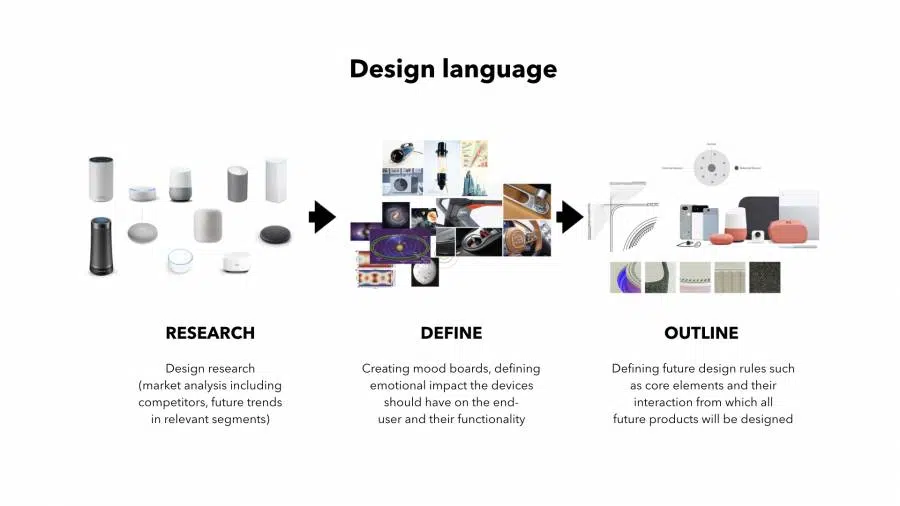 Design language
RESEARCH
Design research
(market analysis including
competitors, future trends
in relevant segments)
DEFINE
Creating mood boards, defining
emotional impact the devices
should have on the end-
user and their functionality
OUTLINE
Defining future design rules such
as core elements and their
interaction from which all
future products will be designed